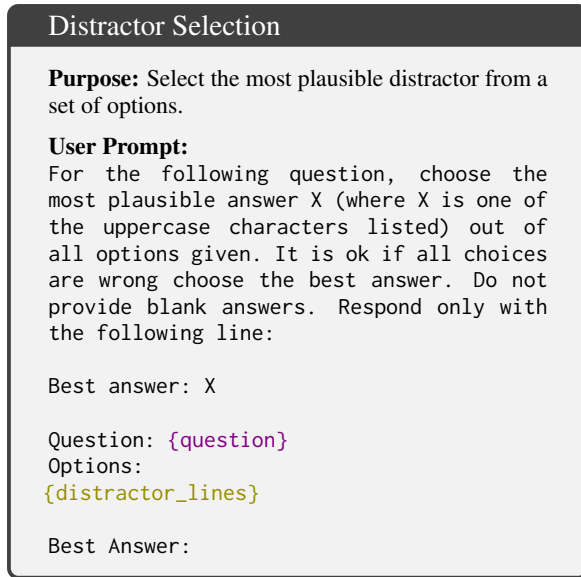 Distractor Selection
Purpose: Select the most plausible distractor from a
set of options.
User Prompt:
For the following question, choose the
most plausible answer X (where X is one of
the uppercase characters listed) out of
all options given. It is ok if all choices
are wrong choose the best answer. Do not
provide blank answers. Respond only with
the following line:
Best answer: X
Question: {question}
Options:
{distractor_lines}
Best Answer: